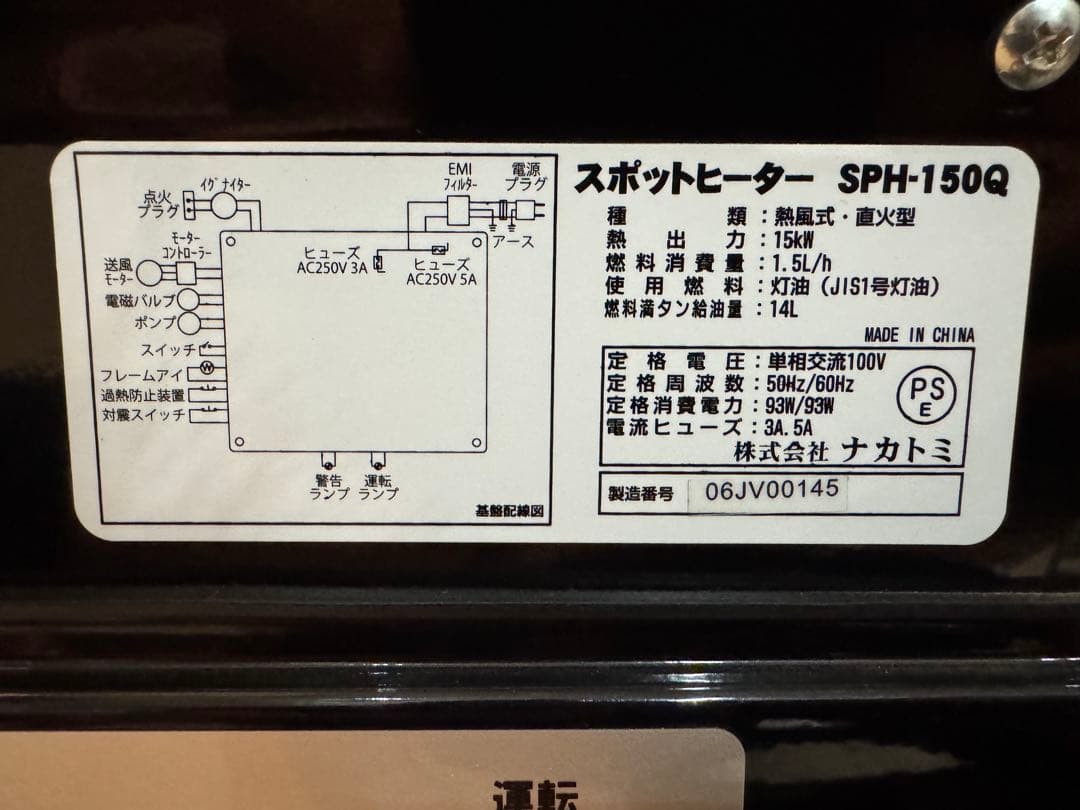 点火
プラグ
イグナイター
EMI
フィルター
電源
プラグ
アース
モーター
コントローラー
送風
モーター
ヒューズ
AC250V 3A
ヒューズ
AC250V 5A
電磁バルブ
ポンプ
スイッチ
フレームアイ
W
過熱防止装置
対震スイッチ
警告
ランプ
運転
ランプ
基盤配線図
スポットヒーター SPH-150Q
種類：熱風式・直火型
熱出力：15kW
燃料消費量：1.5L/h
使用燃料：灯油（JIS1号灯油）
燃料満タン給油量：14L
MADE IN CHINA
定格電圧：単相交流100V
定格周波数：50Hz/60Hz
定格消費電力：93W/93W
電流ヒューズ：3A.5A
PS
E
株式会社 ナカトミ
製造番号 06JV00145
運転